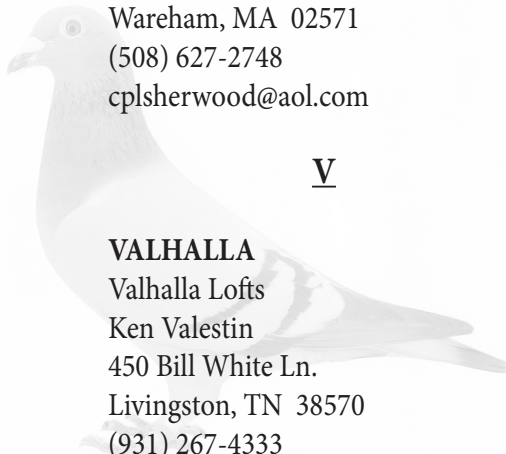 Wareham, MA 02571
(508) 627-2748
cplsherwood@aol.com
V
VALHALLA
Valhalla Lofts
Ken Valestin
450 Bill White Ln.
Livingston, TN 38570
(931) 267-4333